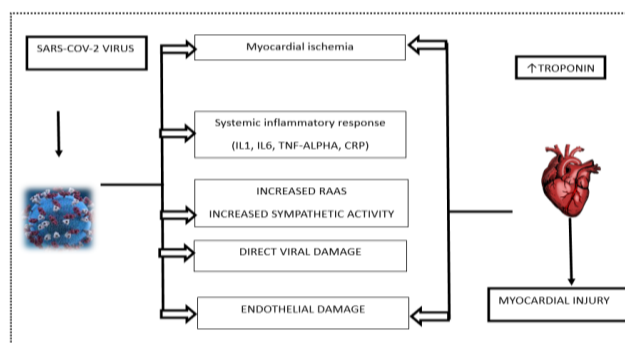 SARS-COV-2 VIRUS
Myocardial ischemia
Systemic inflammatory response
(IL1, IL6, TNF-ALPHA, CRP)
INCREASED RAAS
INCREASED SYMPATHETIC ACTIVITY
DIRECT VIRAL DAMAGE
ENDOTHELIAL DAMAGE
↑TROPONIN
MYOCARDIAL INJURY